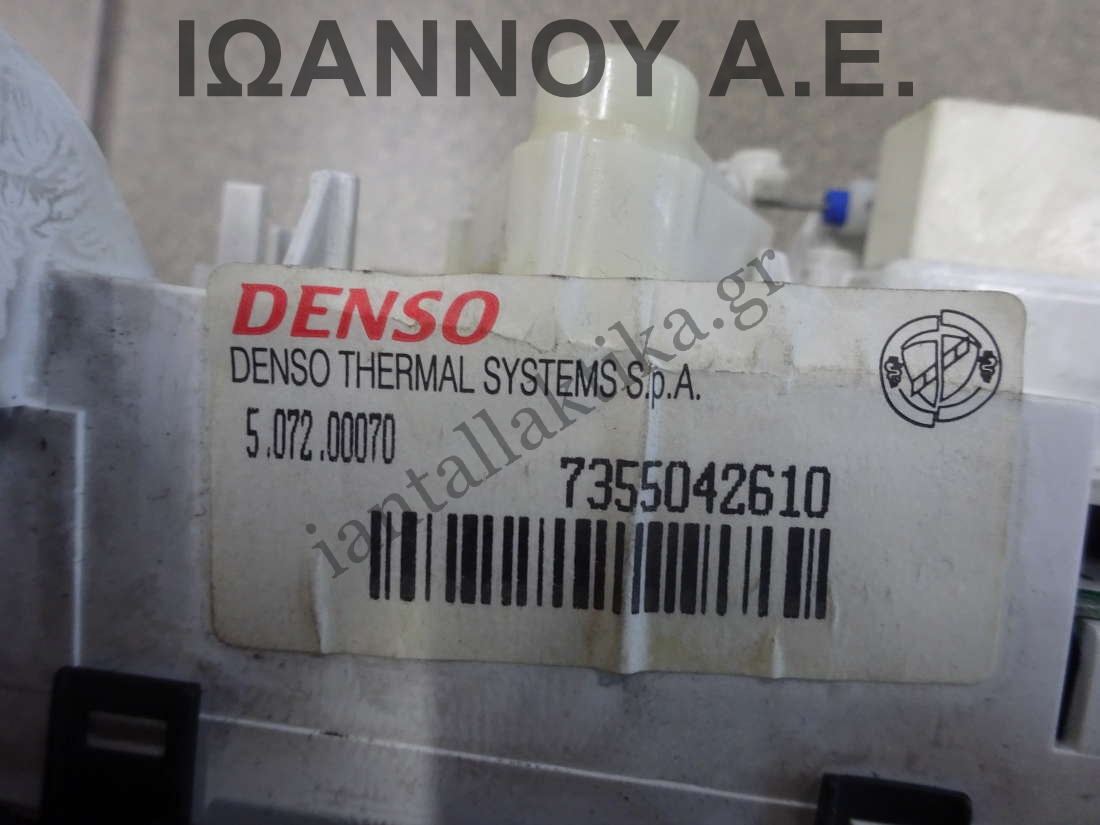 ΙΩΑΝΝΟΥ Α.Ε.
DENSO
DENSO THERMAL SYSTEMS S.p.A.
5.072.00070
7355042610
iantallaktika.gr